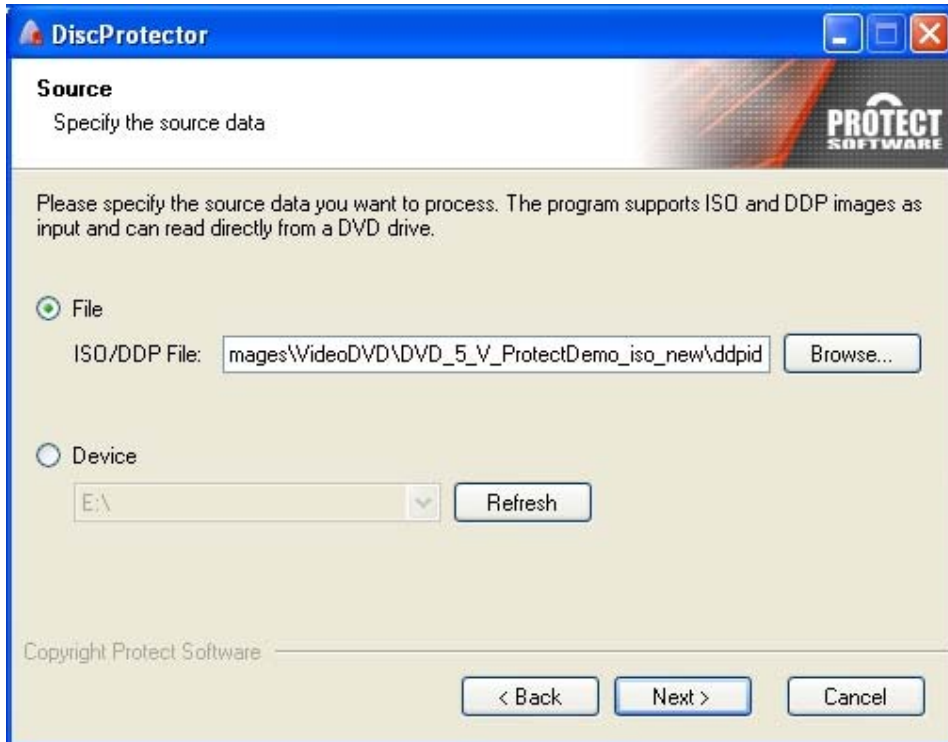 DiscProtector
Source
Specify the source data
PROTECT
SOFTWARE
Please specify the source data you want to process. The program supports ISO and DDP images as
input and can read directly from a DVD drive.
File
ISO/DDP File: mages\VideoDVD\DVD_5_V_ProtectDemo_iso_new\ddpid Browse...
Device
E:\ Refresh
Copyright Protect Software
< Back Next > Cancel